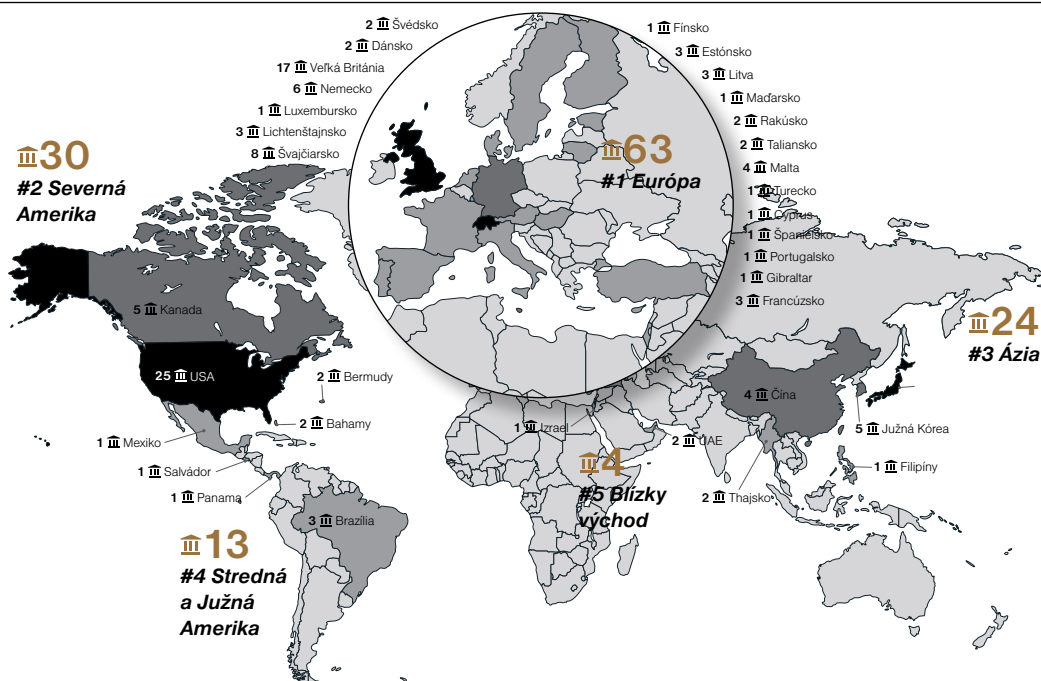 2 Švédsko
2 Dánsko
17 Veľká Británia
6 Nemecko
1 Luxembursko
3 Lichtenštajnsko
8 Švajčiarsko
1 Fínsko
3 Estónsko
3 Litva
1 Maďarsko
2 Rakúsko
2 Taliansko
4 Malta
1 Turecko
1 Cyprus
1 Španielsko
1 Portugalsko
1 Gibraltar
3 Francúzsko
63
#1 Európa
30
#2 Severná
Amerika
5 Kanada
25 USA
2 Bermudy
2 Bahamy
1 Mexiko
1 Salvádor
1 Panama
3 Brazília
13
#4 Stredná
a Južná
Amerika
1 Izrael
2 UAE
4
#5 Blízky
východ
24
#3 Ázia
4 Čína
5 Južná Kórea
1 Filipíny
2 Thajsko